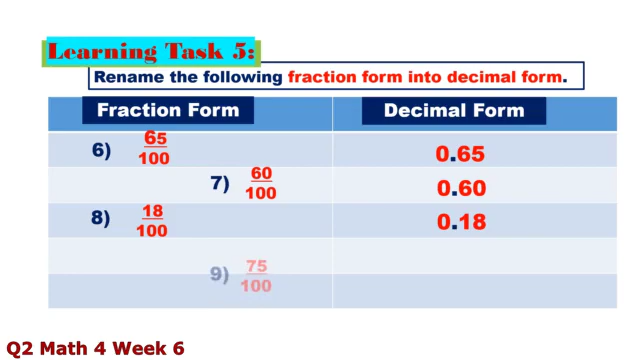 Learning Task 5:
Rename the following fraction form into decimal form.
Fraction Form Decimal Form
6) 65/100 0.65
7) 60/100 0.60
8) 18/100 0.18
9) 75/100
Q2 Math 4 Week 6